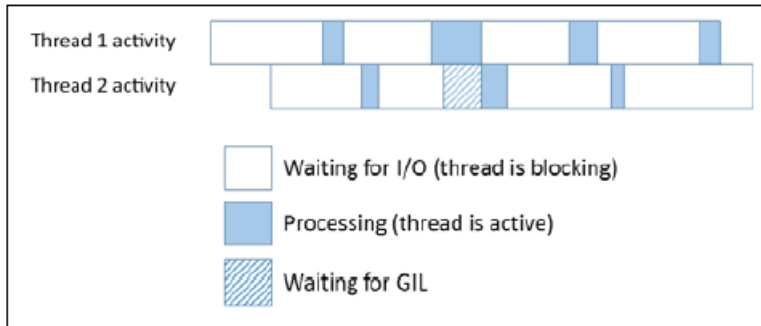 Thread 1 activity
Thread 2 activity
Waiting for I/O (thread is blocking)
Processing (thread is active)
Waiting for GIL